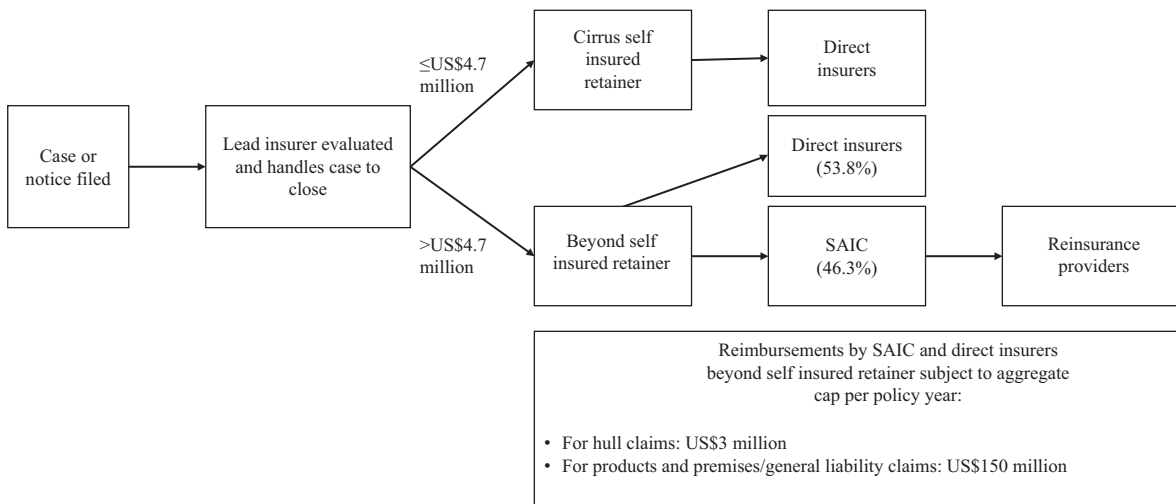 Case or
notice filed
Lead insurer evaluated
and handles case to
close
≤US$4.7
million
>US$4.7
million
Cirrus self
insured
retainer
Direct
insurers
Direct insurers
(53.8%)
Beyond self
insured retainer
SAIC
(46.3%)
Reinsurance
providers
Reimbursements by SAIC and direct insurers
beyond self insured retainer subject to aggregate
cap per policy year:
• For hull claims: US$3 million
• For products and premises/general liability claims: US$150 million